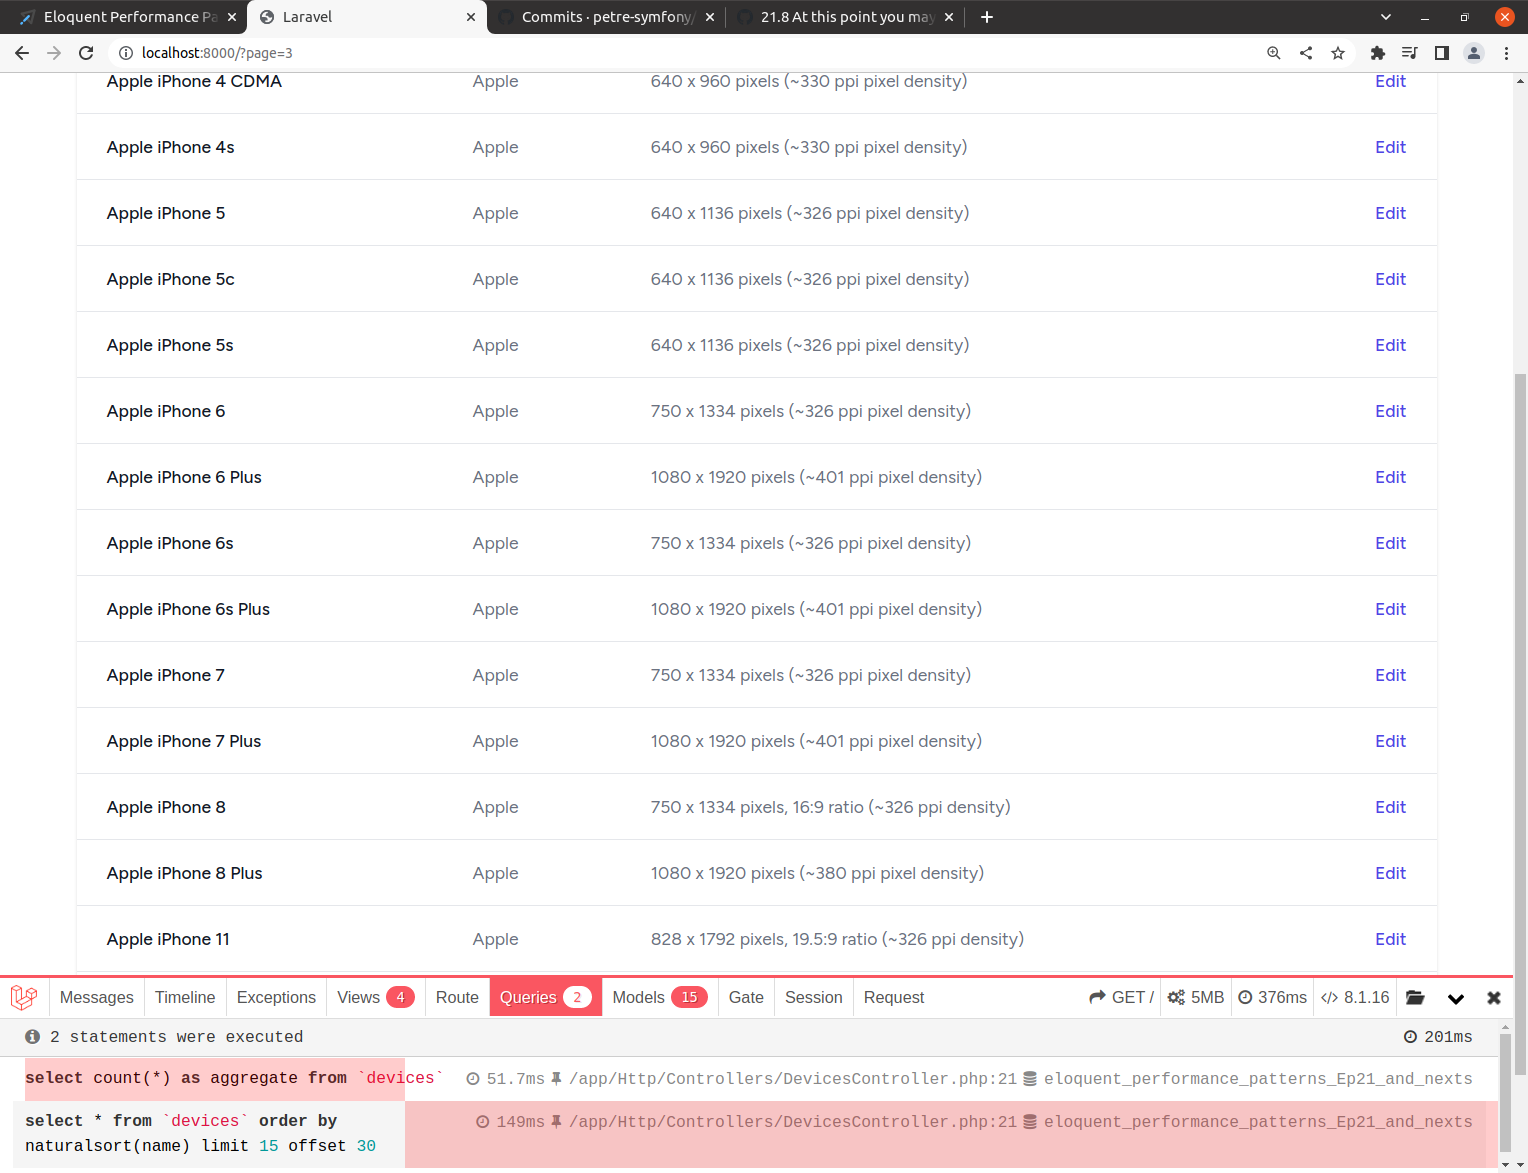 Eloquent Performance Pa
Laravel
Commits · petre-symfony/
21.8 At this point you may
localhost:8000/?page=3
Apple iPhone 4 CDMA Apple 640 x 960 pixels (~330 ppi pixel density) Edit
Apple iPhone 4s Apple 640 x 960 pixels (~330 ppi pixel density) Edit
Apple iPhone 5 Apple 640 x 1136 pixels (~326 ppi pixel density) Edit
Apple iPhone 5c Apple 640 x 1136 pixels (~326 ppi pixel density) Edit
Apple iPhone 5s Apple 640 x 1136 pixels (~326 ppi pixel density) Edit
Apple iPhone 6 Apple 750 x 1334 pixels (~326 ppi pixel density) Edit
Apple iPhone 6 Plus Apple 1080 x 1920 pixels (~401 ppi pixel density) Edit
Apple iPhone 6s Apple 750 x 1334 pixels (~326 ppi pixel density) Edit
Apple iPhone 6s Plus Apple 1080 x 1920 pixels (~401 ppi pixel density) Edit
Apple iPhone 7 Apple 750 x 1334 pixels (~326 ppi pixel density) Edit
Apple iPhone 7 Plus Apple 1080 x 1920 pixels (~401 ppi pixel density) Edit
Apple iPhone 8 Apple 750 x 1334 pixels, 16:9 ratio (~326 ppi density) Edit
Apple iPhone 8 Plus Apple 1080 x 1920 pixels (~380 ppi pixel density) Edit
Apple iPhone 11 Apple 828 x 1792 pixels, 19.5:9 ratio (~326 ppi density) Edit
Messages Timeline Exceptions Views 4 Route Queries 2 Models 15 Gate Session Request GET / 5MB 376ms </> 8.1.16
2 statements were executed 201ms
select count(*) as aggregate from `devices` 51.7ms /app/Http/Controllers/DevicesController.php:21 eloquent_performance_patterns_Ep21_and_nexts
select * from `devices` order by 149ms /app/Http/Controllers/DevicesController.php:21 eloquent_performance_patterns_Ep21_and_nexts
naturalsort(name) limit 15 offset 30